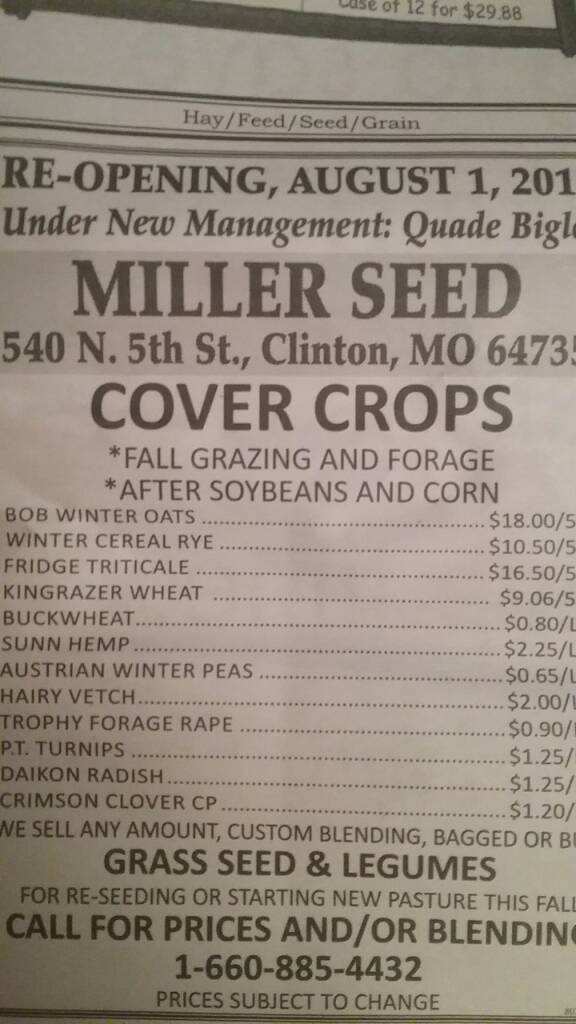 Case of 12 for $29.88
Hay/Feed/Seed/Grain
RE-OPENING, AUGUST 1, 201
Under New Management: Quade Bigl
MILLER SEED
540 N. 5th St., Clinton, MO 6473
COVER CROPS
*FALL GRAZING AND FORAGE
*AFTER SOYBEANS AND CORN
BOB WINTER OATS ........ $18.00/5
WINTER CEREAL RYE ........ $10.50/5
FRIDGE TRITICALE ........ $16.50/5
KINGRAZER WHEAT ........ $9.06/5
BUCKWHEAT........ $0.80/L
SUNN HEMP........ $2.25/L
AUSTRIAN WINTER PEAS ........ $0.65/L
HAIRY VETCH........ $2.00/
TROPHY FORAGE RAPE ........ $0.90/
P.T. TURNIPS ........ $1.25/
DAIKON RADISH........ $1.25/
CRIMSON CLOVER CP........ $1.20/
WE SELL ANY AMOUNT, CUSTOM BLENDING, BAGGED OR B
GRASS SEED & LEGUMES
FOR RE-SEEDING OR STARTING NEW PASTURE THIS FALL
CALL FOR PRICES AND/OR BLENDING
1-660-885-4432
PRICES SUBJECT TO CHANGE